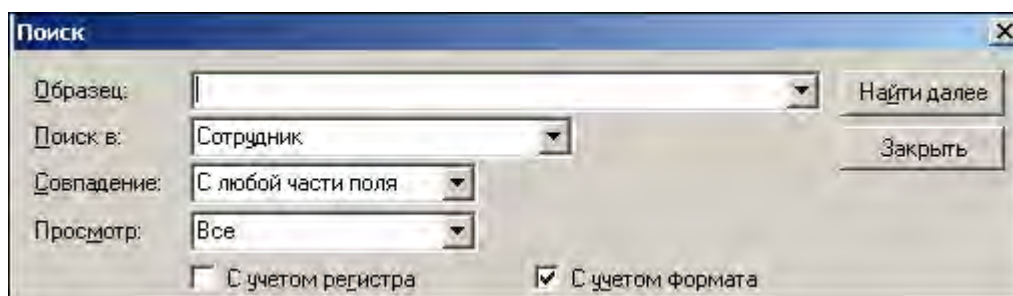 Поиск
Образец:
Найти далее
Поиск в: Сотрудник
Закрыть
Совпадение: С любой части поля
Просмотр: Все
С учетом регистра С учетом формата